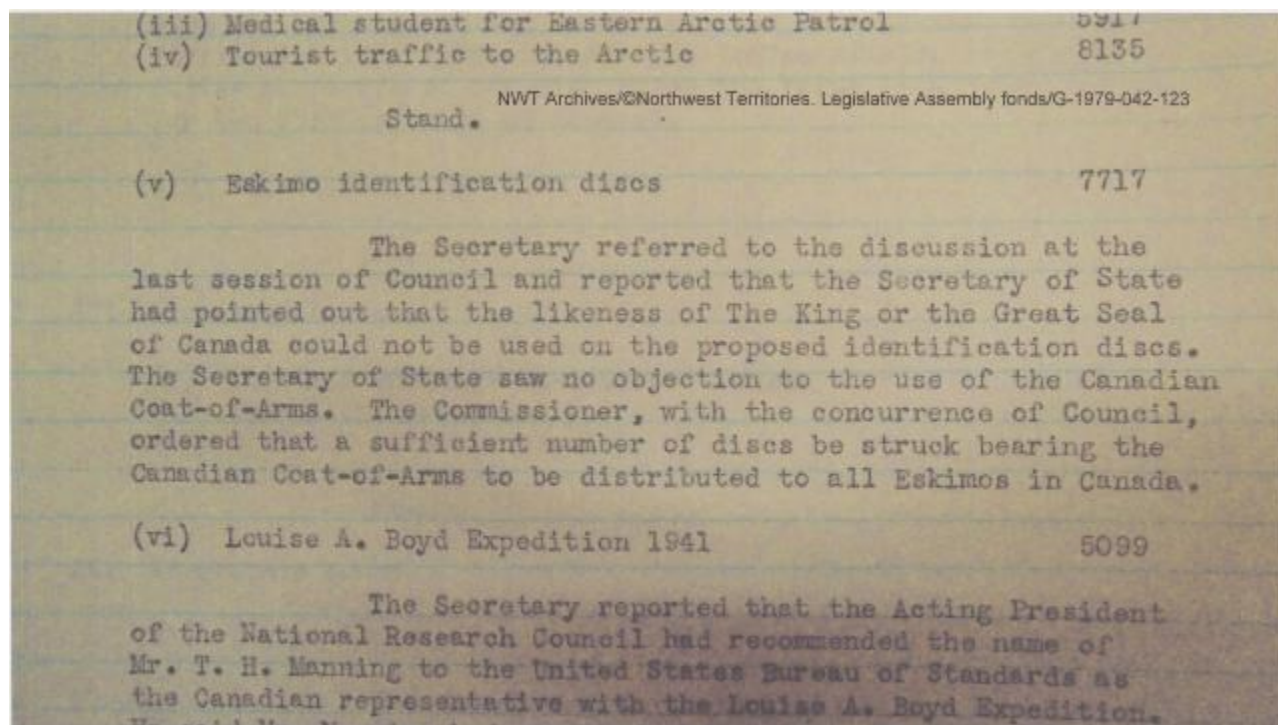 (iii) Medical student for Eastern Arctic Patrol 5917
(iv) Tourist traffic to the Arctic 8135
NWT Archives/©Northwest Territories. Legislative Assembly fonds/G-1979-042-123
Stand.
(v) Eskimo identification discs 7717
The Secretary referred to the discussion at the
last session of Council and reported that the Secretary of State
had pointed out that the likeness of The King or the Great Seal
of Canada could not be used on the proposed identification discs.
The Secretary of State saw no objection to the use of the Canadian
Coat-of-Arms. The Commissioner, with the concurrence of Council,
ordered that a sufficient number of discs be struck bearing the
Canadian Coat-of-Arms to be distributed to all Eskimos in Canada.
(vi) Louise A. Boyd Expedition 1941 5099
The Secretary reported that the Acting President
of the National Research Council had recommended the name of
Mr. T. H. Manning to the United States Bureau of Standards as
the Canadian representative with the Louise A. Boyd Expedition.